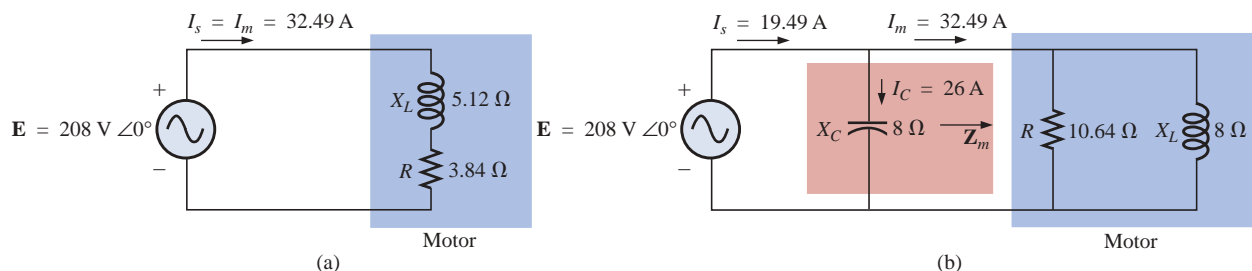 I_s = I_m = 32.49 A
+
X_L 5.12 Ω
E = 208 V ∠0°
R 3.84 Ω
−
Motor
(a)
I_s = 19.49 A
I_m = 32.49 A
+
I_C = 26 A
E = 208 V ∠0°
X_C 8 Ω
Z_m
R 10.64 Ω
X_L 8 Ω
−
Motor
(b)